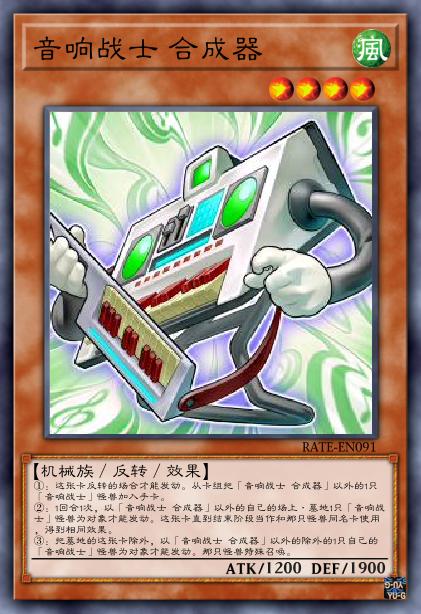 音响战士 合成器
風
RATE-EN091
【机械族／反转／效果】
①：这张卡反转的场合才能发动。从卡组把「音响战士 合成器」以外的1只
「音响战士」怪兽加入手卡。
②：1回合1次，以「音响战士 合成器」以外的自己的场上·墓地1只「音响战
士」怪兽为对象才能发动。这张卡直到结束阶段当作和那只怪兽同名卡使用
，得到相同效果。
③：把墓地的这张卡除外，以「音响战士 合成器」以外的除外的1只自己的
「音响战士」怪兽为对象才能发动。那只怪兽特殊召唤。
ATK/1200 DEF/1900